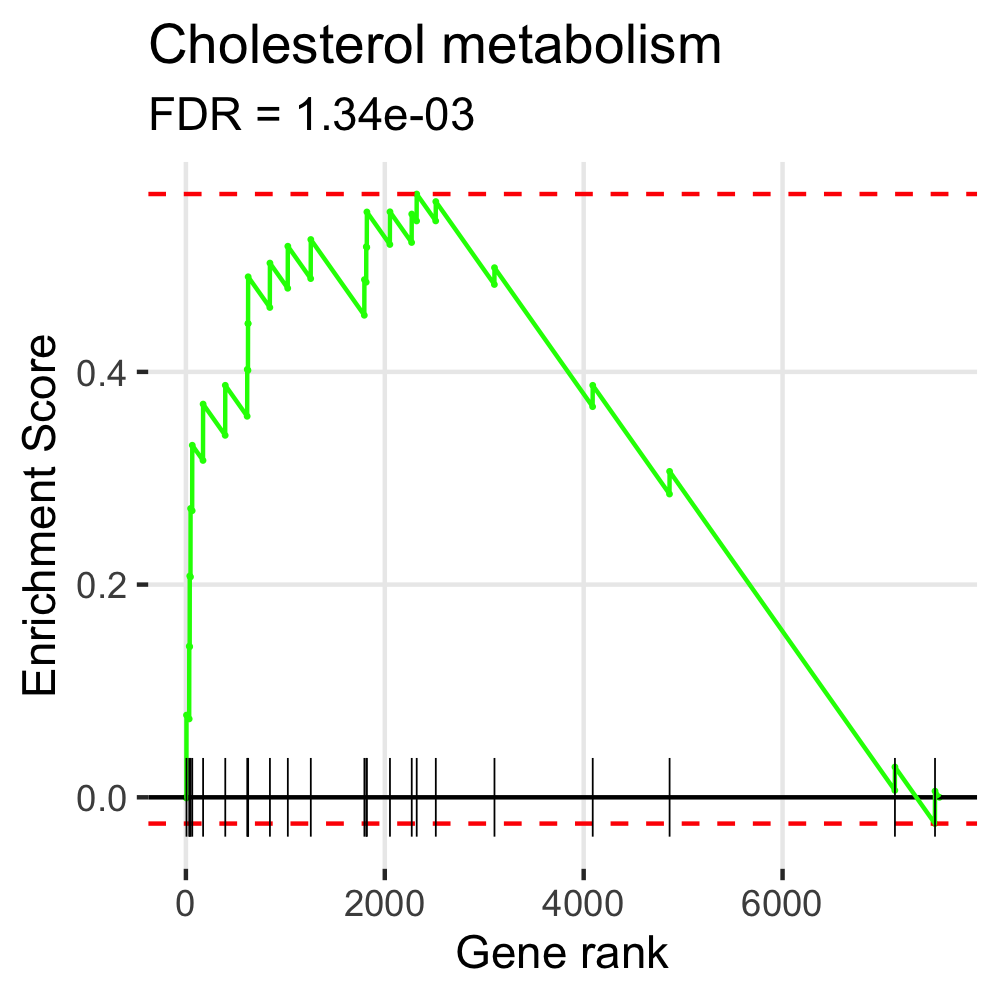 Cholesterol metabolism
FDR = 1.34e-03
Enrichment Score
0.4
0.2
0.0
0 2000 4000 6000
Gene rank